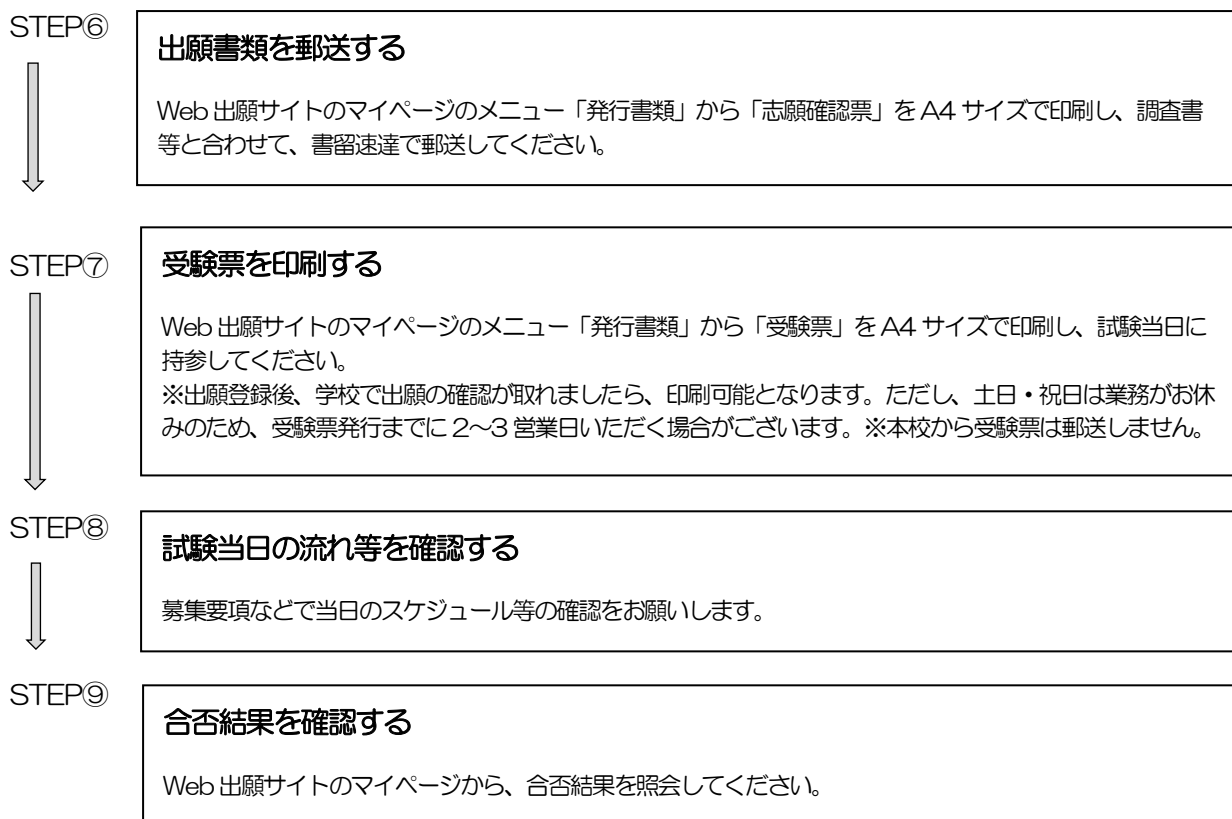 STEP⑥
出願書類を郵送する
Web 出願サイトのマイページのメニュー「発行書類」から「志願確認票」を A4 サイズで印刷し、調査書
等と合わせて、書留速達で郵送してください。
STEP⑦
受験票を印刷する
Web 出願サイトのマイページのメニュー「発行書類」から「受験票」を A4 サイズで印刷し、試験当日に
持参してください。
※出願登録後、学校で出願の確認が取れましたら、印刷可能となります。ただし、土日・祝日は業務がお休
みのため、受験票発行までに 2～3 営業日いただく場合がございます。※本校から受験票は郵送しません。
STEP⑧
試験当日の流れ等を確認する
募集要項などで当日のスケジュール等の確認をお願いします。
STEP⑨
合否結果を確認する
Web 出願サイトのマイページから、合否結果を照会してください。